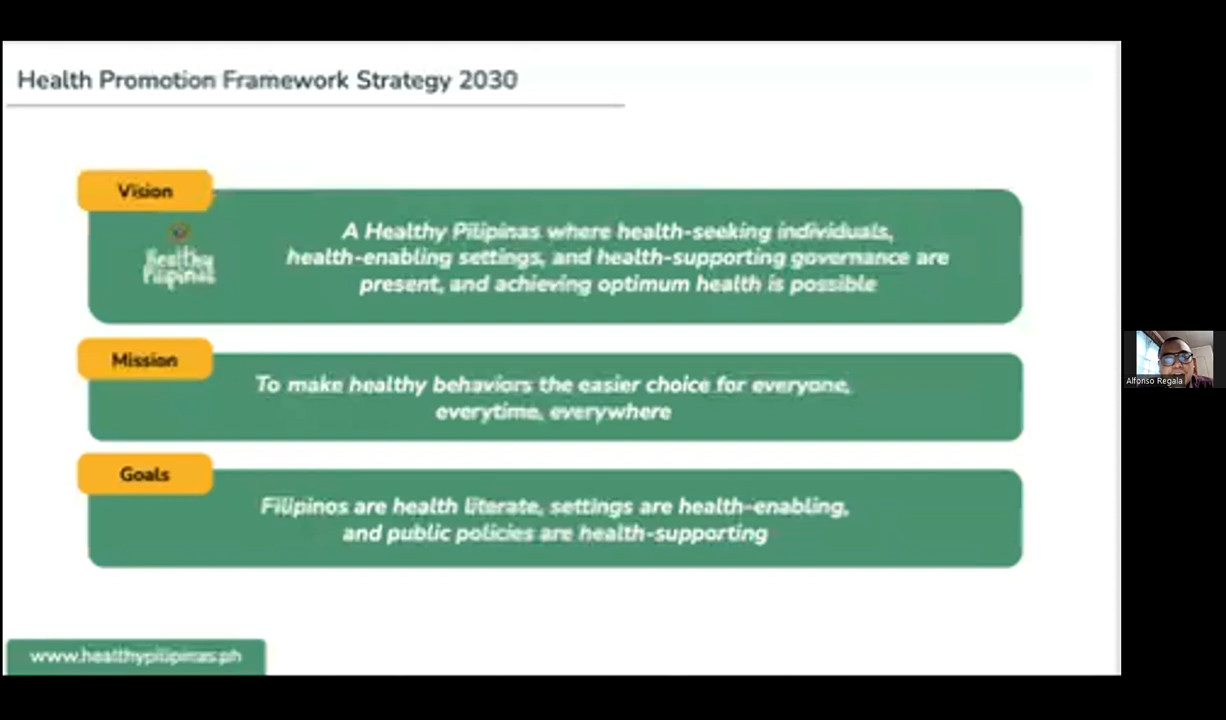 Health Promotion Framework Strategy 2030
Vision
Healthy
Pilipinas
A Healthy Pilipinas where health-seeking individuals,
health-enabling settings, and health-supporting governance are
present, and achieving optimum health is possible
Mission
To make healthy behaviors the easier choice for everyone,
everytime, everywhere
Goals
Filipinos are health literate, settings are health-enabling,
and public policies are health-supporting
www.healthypilipinas.ph
Alfonso Regala